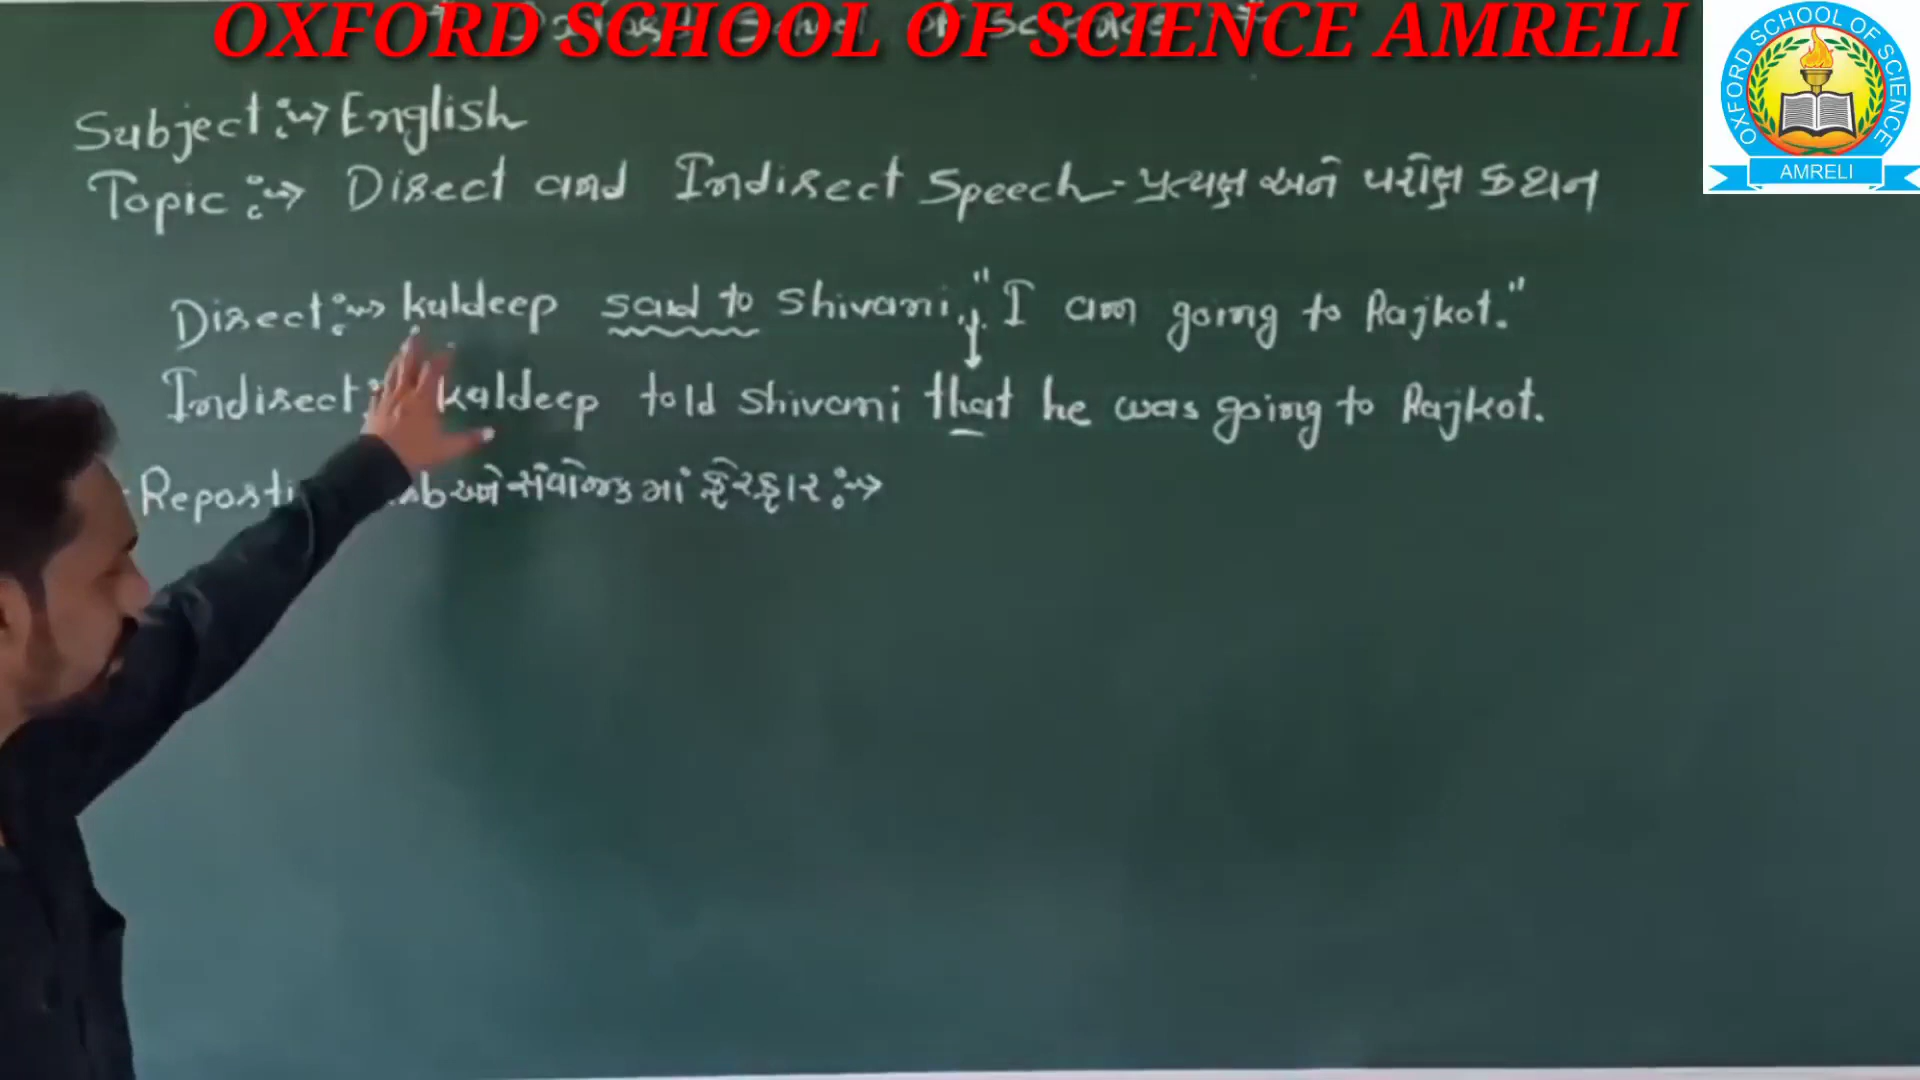 OXFORD SCHOOL OF SCIENCE AMRELI
OXFORD SCHOOL OF SCIENCE
AMRELI
Subject :→ English
Topic :→ Direct and Indirect Speech - પ્રત્યક્ષ અને પરોક્ષ કથન
Direct :→ kuldeep said to Shivani, "I am going to Rajkot."
Indirect : kuldeep told Shivani that he was going to Rajkot.
અને સંયોજક માં ફેરફાર :→